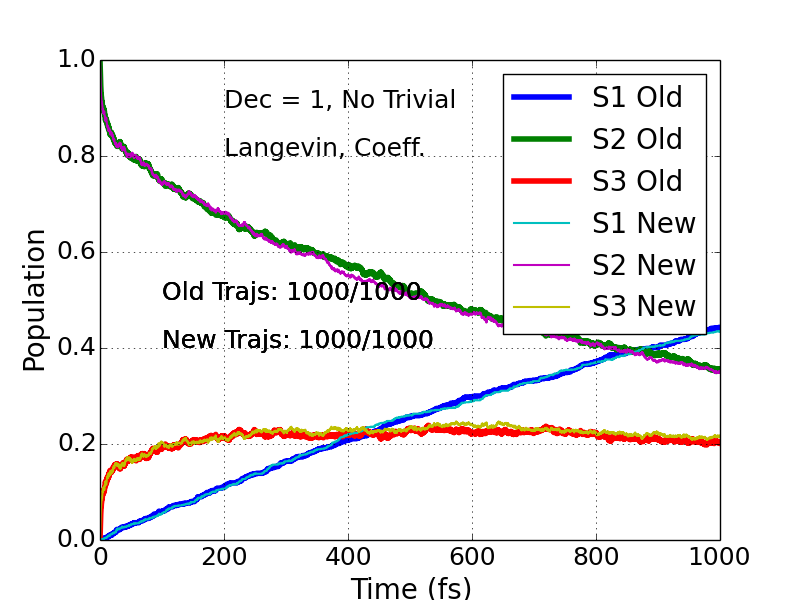 1.0
0.8
0.6
0.4
0.2
0.0
Population
Dec = 1, No Trivial
Langevin, Coeff.
Old Trajs: 1000/1000
New Trajs: 1000/1000
S1 Old
S2 Old
S3 Old
S1 New
S2 New
S3 New
0 200 400 600 800 1000
Time (fs)